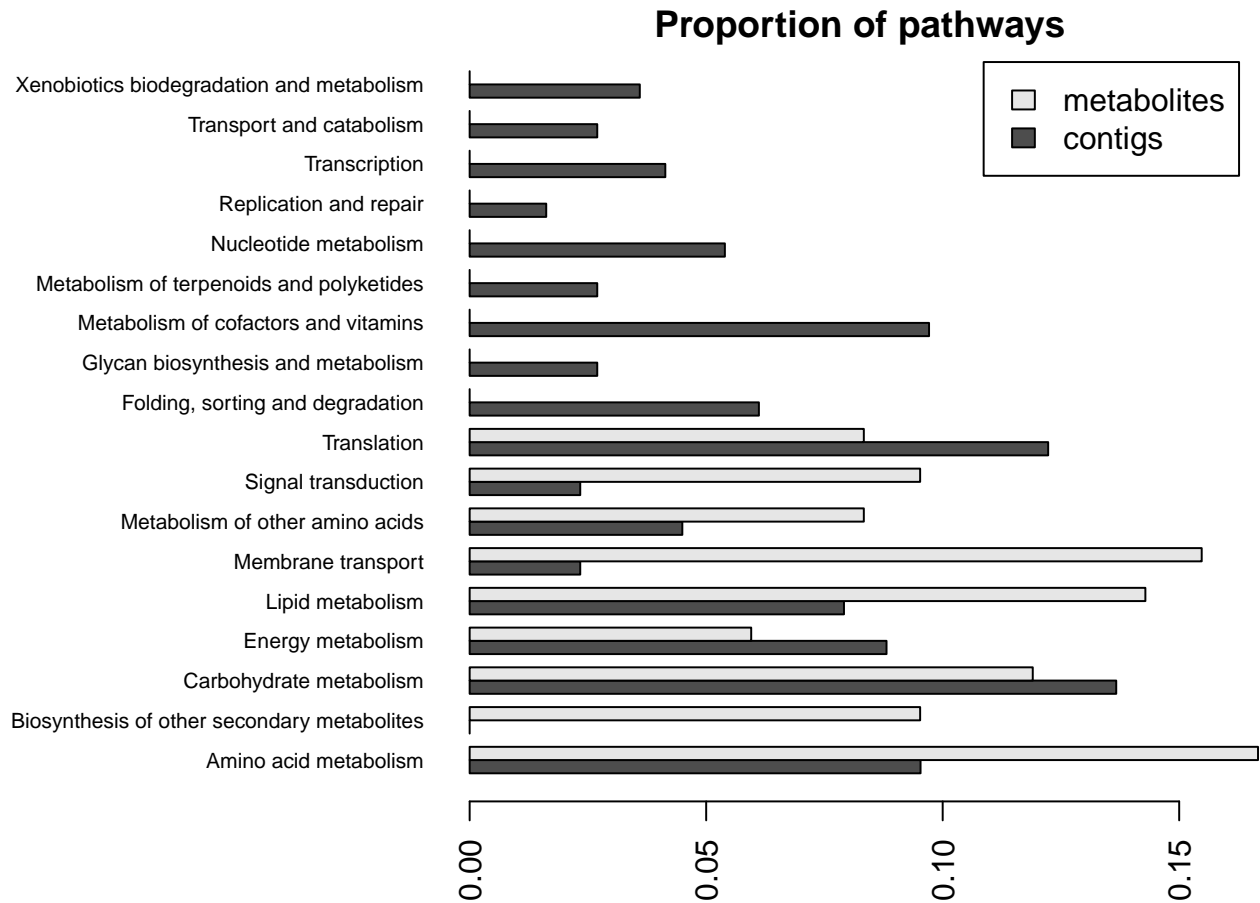 Proportion of pathways
metabolites
contigs
Xenobiotics biodegradation and metabolism
Transport and catabolism
Transcription
Replication and repair
Nucleotide metabolism
Metabolism of terpenoids and polyketides
Metabolism of cofactors and vitamins
Glycan biosynthesis and metabolism
Folding, sorting and degradation
Translation
Signal transduction
Metabolism of other amino acids
Membrane transport
Lipid metabolism
Energy metabolism
Carbohydrate metabolism
Biosynthesis of other secondary metabolites
Amino acid metabolism
0.00
0.05
0.10
0.15